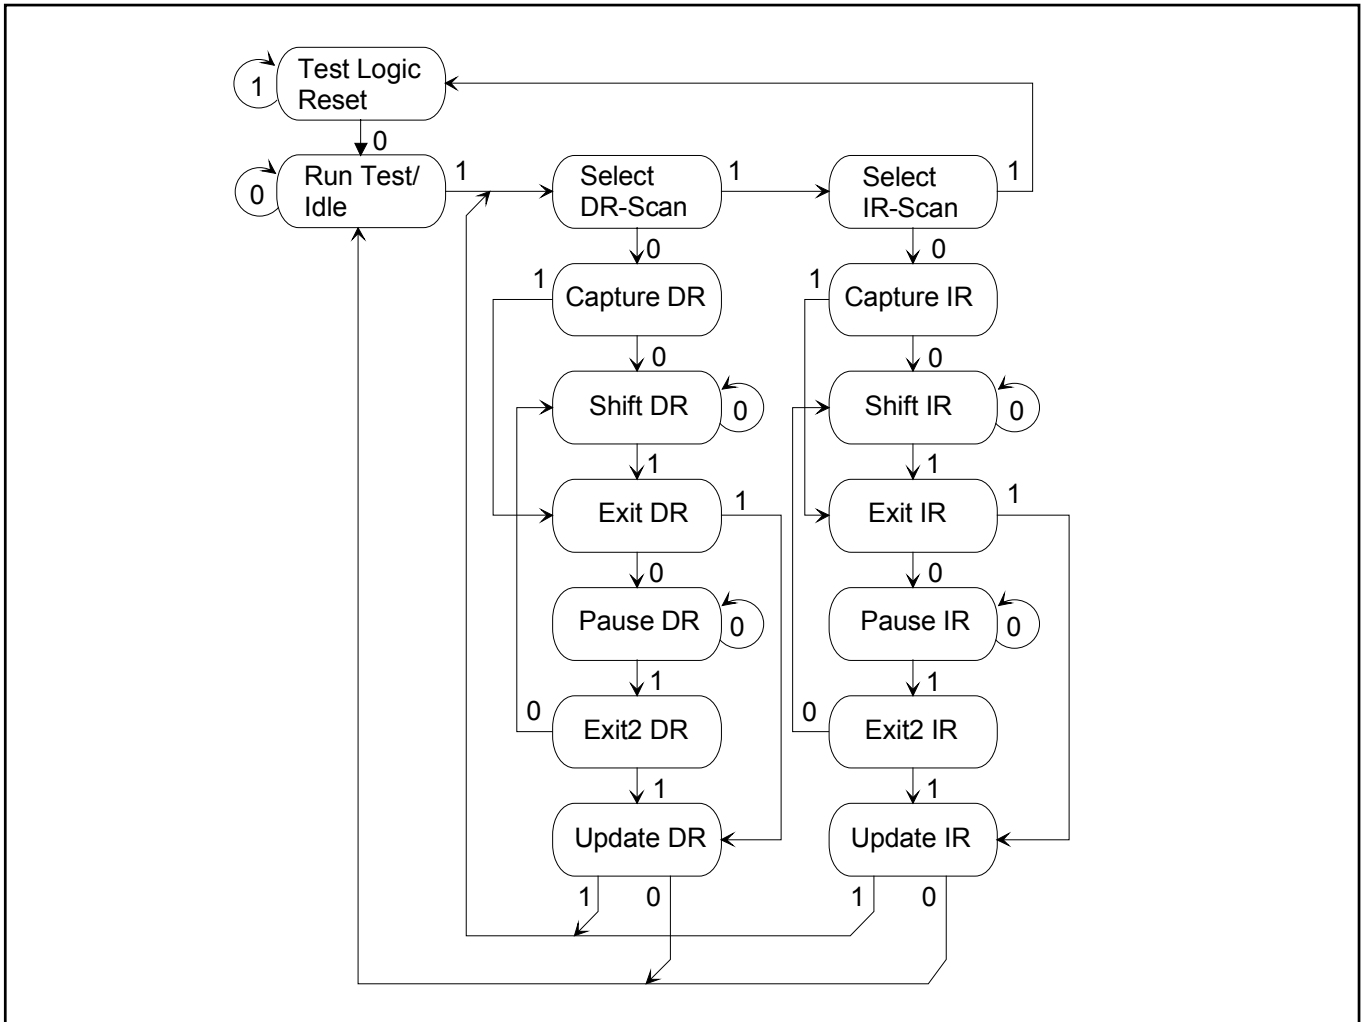 Test Logic
Reset
1
0
Run Test/
Idle
0
1
Select
DR-Scan
1
Select
IR-Scan
1
0
0
1
Capture DR
1
Capture IR
0
0
Shift DR
0
Shift IR
0
1
1
Exit DR
1
Exit IR
1
0
0
Pause DR
0
Pause IR
0
1
1
0
Exit2 DR
0
Exit2 IR
1
1
Update DR
Update IR
1
0
1
0